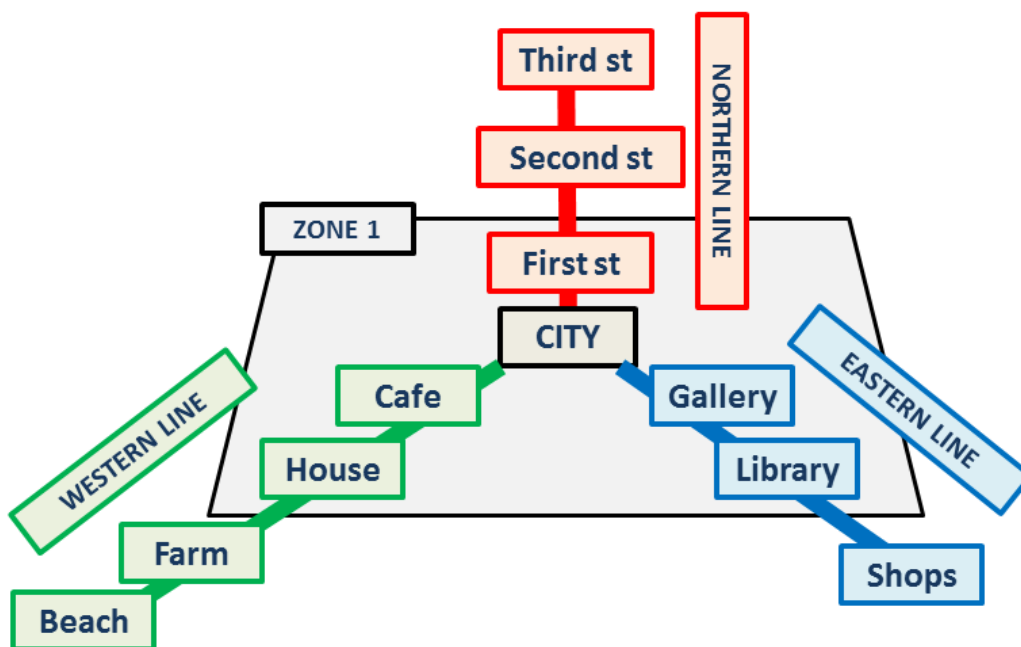 Third st
NORTHERN LINE
Second st
ZONE 1
First st
CITY
Cafe
Gallery
EASTERN LINE
WESTERN LINE
House
Library
Farm
Shops
Beach